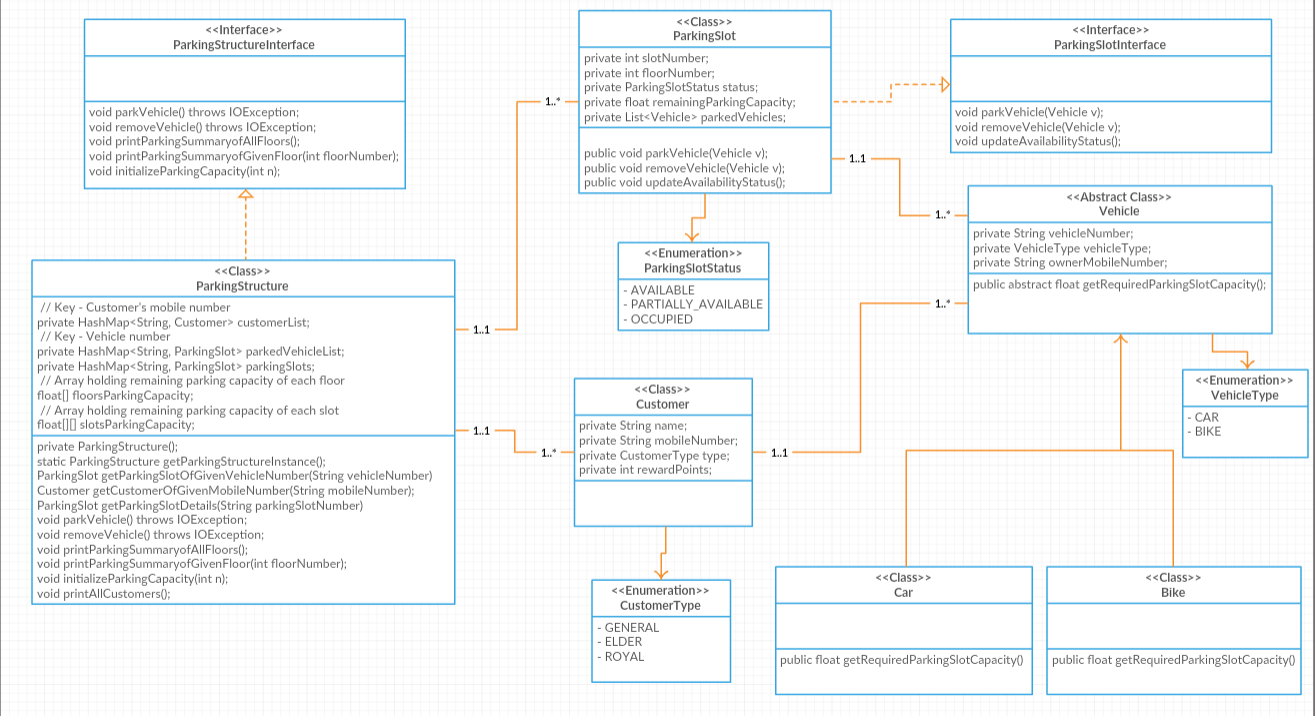 <<Interface>>
ParkingStructureInterface
void parkVehicle() throws IOException;
void removeVehicle() throws IOException;
void printParkingSummaryofAllFloors();
void printParkingSummaryofGivenFloor(int floorNumber);
void initializeParkingCapacity(int n);
<<Class>>
ParkingSlot
private int slotNumber;
private int floorNumber;
private ParkingSlotStatus status;
private float remainingParkingCapacity;
private List<Vehicle> parkedVehicles;
public void parkVehicle(Vehicle v);
public void removeVehicle(Vehicle v);
public void updateAvailabilityStatus();
<<Interface>>
ParkingSlotInterface
void parkVehicle(Vehicle v);
void removeVehicle(Vehicle v);
void updateAvailabilityStatus();
1..*
1..1
1..*
<<Abstract Class>>
Vehicle
private String vehicleNumber;
private VehicleType vehicleType;
private String ownerMobileNumber;
public abstract float getRequiredParkingSlotCapacity();
<<Enumeration>>
ParkingSlotStatus
- AVAILABLE
- PARTIALLY_AVAILABLE
- OCCUPIED
<<Class>>
ParkingStructure
// Key - Customer's mobile number
private HashMap<String, Customer> customerList;
// Key - Vehicle number
private HashMap<String, ParkingSlot> parkedVehicleList;
private HashMap<String, ParkingSlot> parkingSlots;
// Array holding remaining parking capacity of each floor
float[] floorsParkingCapacity;
// Array holding remaining parking capacity of each slot
float[][] slotsParkingCapacity;
private ParkingStructure();
static ParkingStructure getParkingStructureInstance();
ParkingSlot getParkingSlotOfGivenVehicleNumber(String vehicleNumber)
Customer getCustomerOfGivenMobileNumber(String mobileNumber);
ParkingSlot getParkingSlotDetails(String parkingSlotNumber)
void parkVehicle() throws IOException;
void removeVehicle() throws IOException;
void printParkingSummaryofAllFloors();
void printParkingSummaryofGivenFloor(int floorNumber);
void initializeParkingCapacity(int n);
void printAllCustomers();
1..1
1..1
1..*
<<Class>>
Customer
private String name;
private String mobileNumber;
private CustomerType type;
private int rewardPoints;
1..1
1..*
<<Enumeration>>
VehicleType
- CAR
- BIKE
<<Enumeration>>
CustomerType
- GENERAL
- ELDER
- ROYAL
<<Class>>
Car
public float getRequiredParkingSlotCapacity()
<<Class>>
Bike
public float getRequiredParkingSlotCapacity()